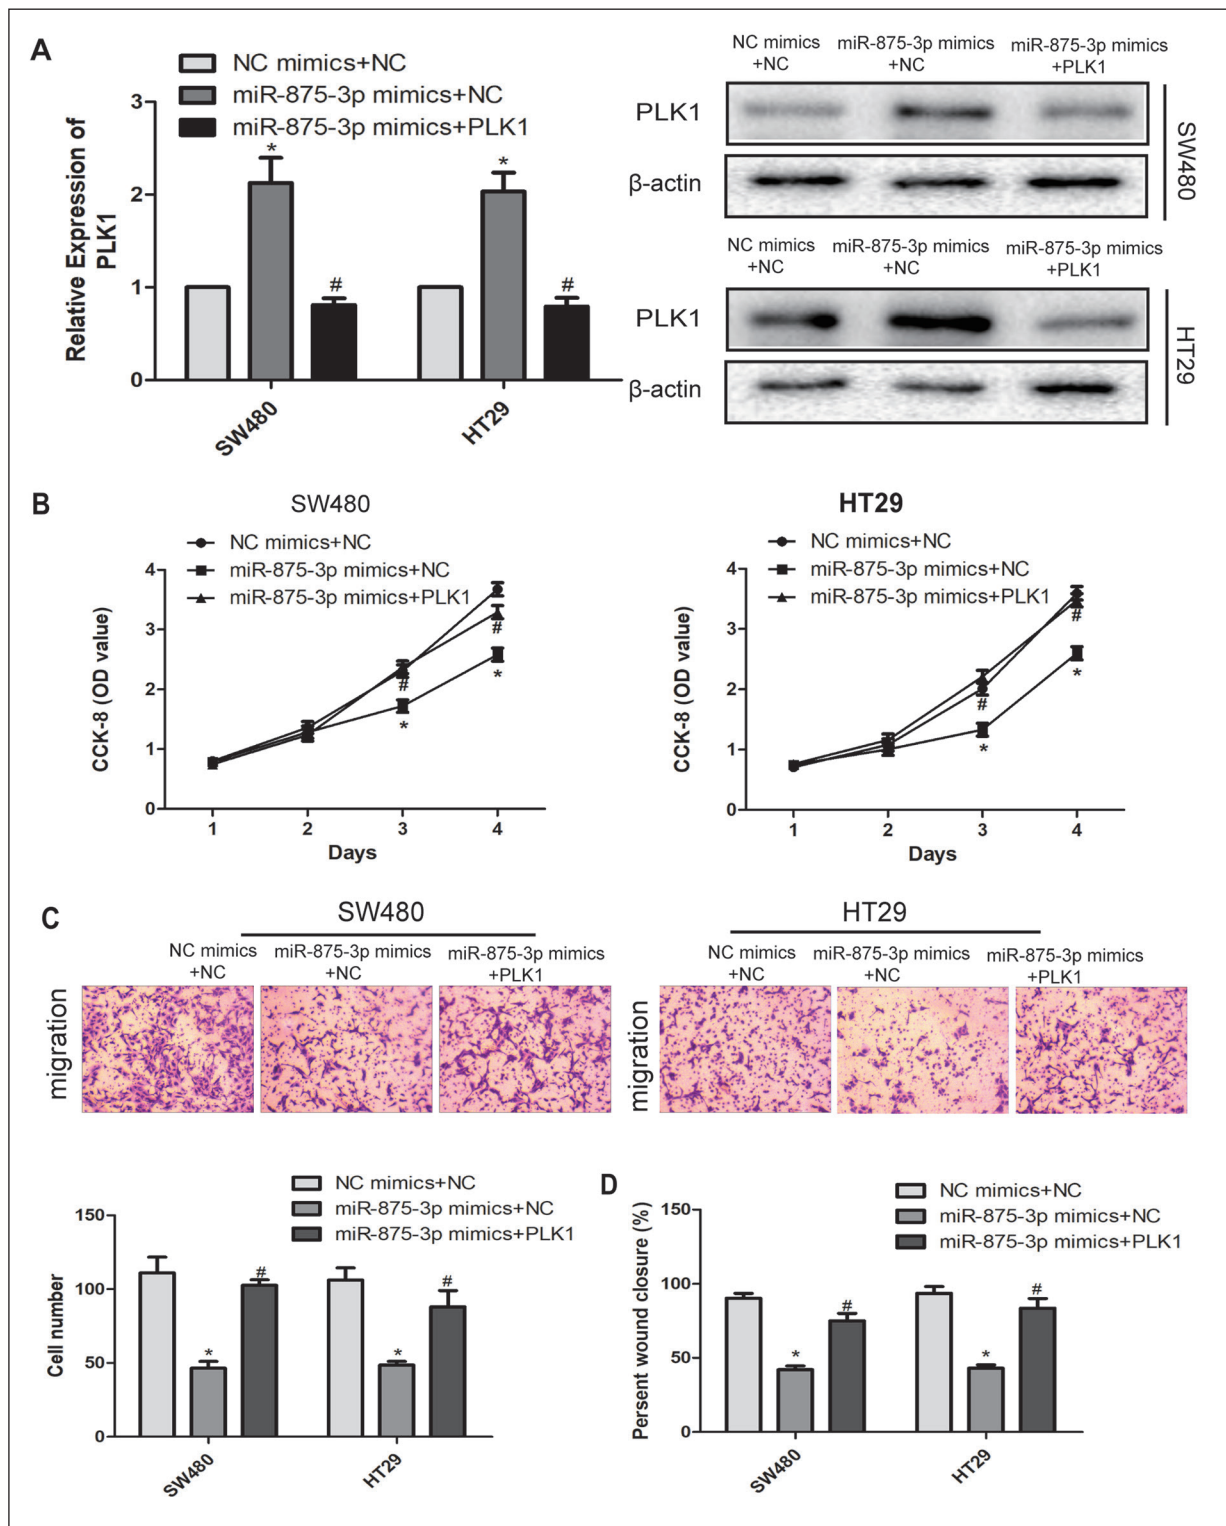 A
NC mimics+NC
miR-875-3p mimics+NC
miR-875-3p mimics+PLK1
Relative Expression of
PLK1
3
2
1
0
*
#
*
#
SW480
HT29
NC mimics
+NC
miR-875-3p mimics
+NC
miR-875-3p mimics
+PLK1
PLK1
β-actin
SW480
NC mimics
+NC
miR-875-3p mimics
+NC
miR-875-3p mimics
+PLK1
PLK1
β-actin
HT29
B
SW480
NC mimics+NC
miR-875-3p mimics+NC
miR-875-3p mimics+PLK1
CCK-8 (OD value)
4
3
2
1
0
#
*
#
*
1 2 3 4
Days
HT29
NC mimics+NC
miR-875-3p mimics+NC
miR-875-3p mimics+PLK1
CCK-8 (OD value)
4
3
2
1
0
#
*
#
*
1 2 3 4
Days
C
SW480
NC mimics
+NC
miR-875-3p mimics
+NC
miR-875-3p mimics
+PLK1
migration
HT29
NC mimics
+NC
miR-875-3p mimics
+NC
miR-875-3p mimics
+PLK1
migration
NC mimics+NC
miR-875-3p mimics+NC
miR-875-3p mimics+PLK1
Cell number
150
100
50
0
*
#
*
#
SW480
HT29
D
NC mimics+NC
miR-875-3p mimics+NC
miR-875-3p mimics+PLK1
Persent wound closure (%)
150
100
50
0
*
#
*
#
SW480
HT29